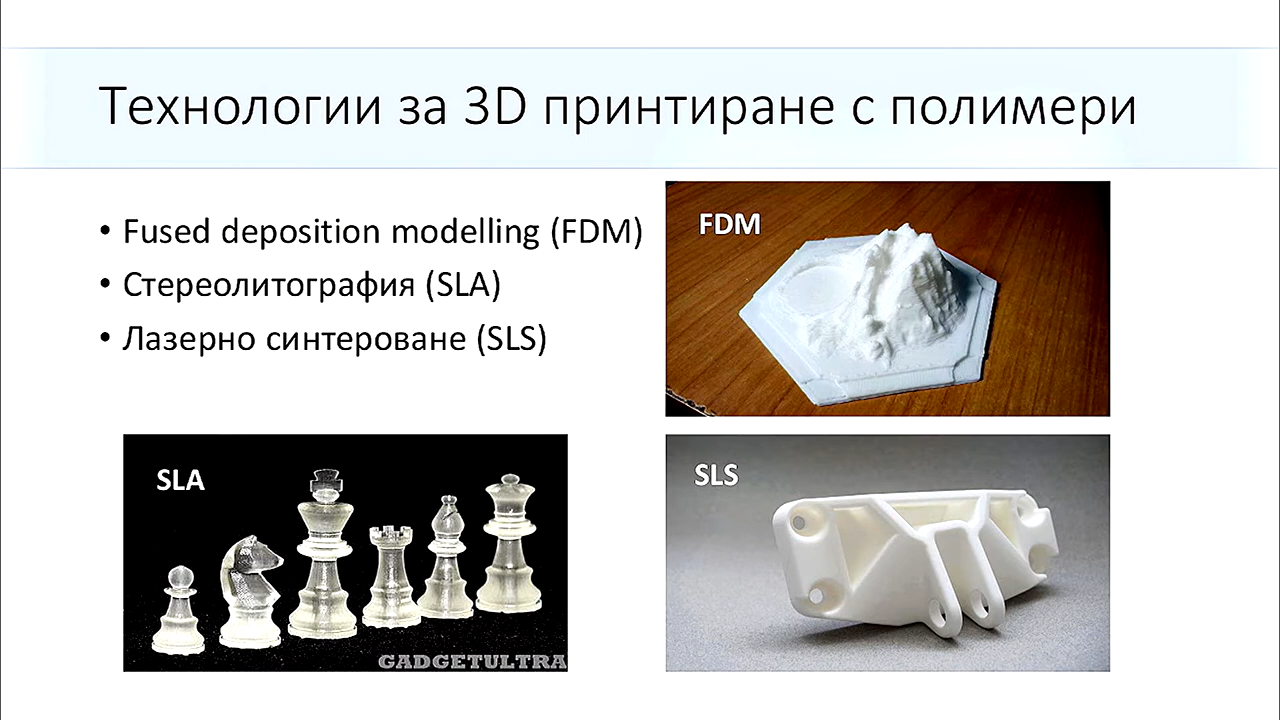 Технологии за 3D принтиране с полимери
• Fused deposition modelling (FDM)
• Стереолитография (SLA)
• Лазерно синтероване (SLS)
FDM
SLA
GADGETULTRA
SLS